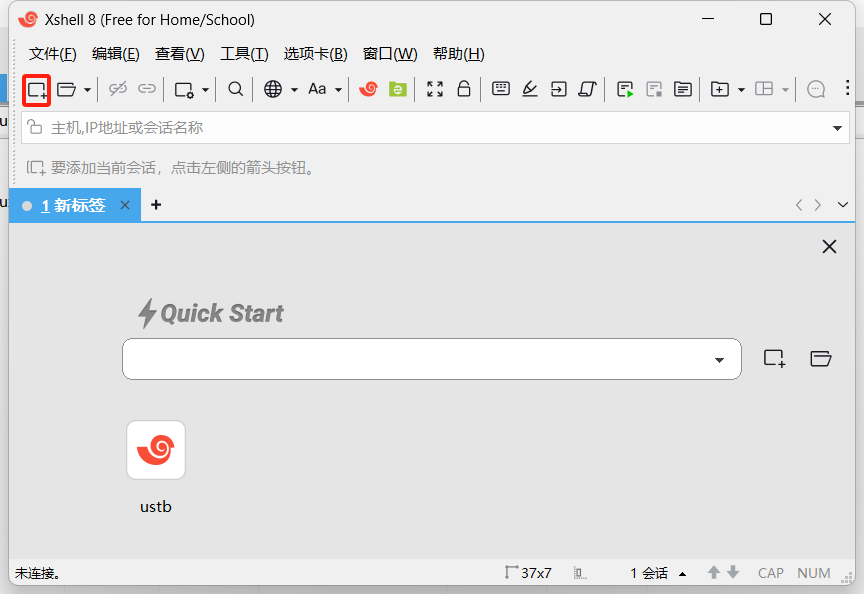 Xshell 8 (Free for Home/School)
文件(F) 编辑(E) 查看(V) 工具(T) 选项卡(B) 窗口(W) 帮助(H)
Aa
主机,IP地址或会话名称
要添加当前会话，点击左侧的箭头按钮。
1 新标签
Quick Start
ustb
未连接。 37x7 1 会话 CAP NUM